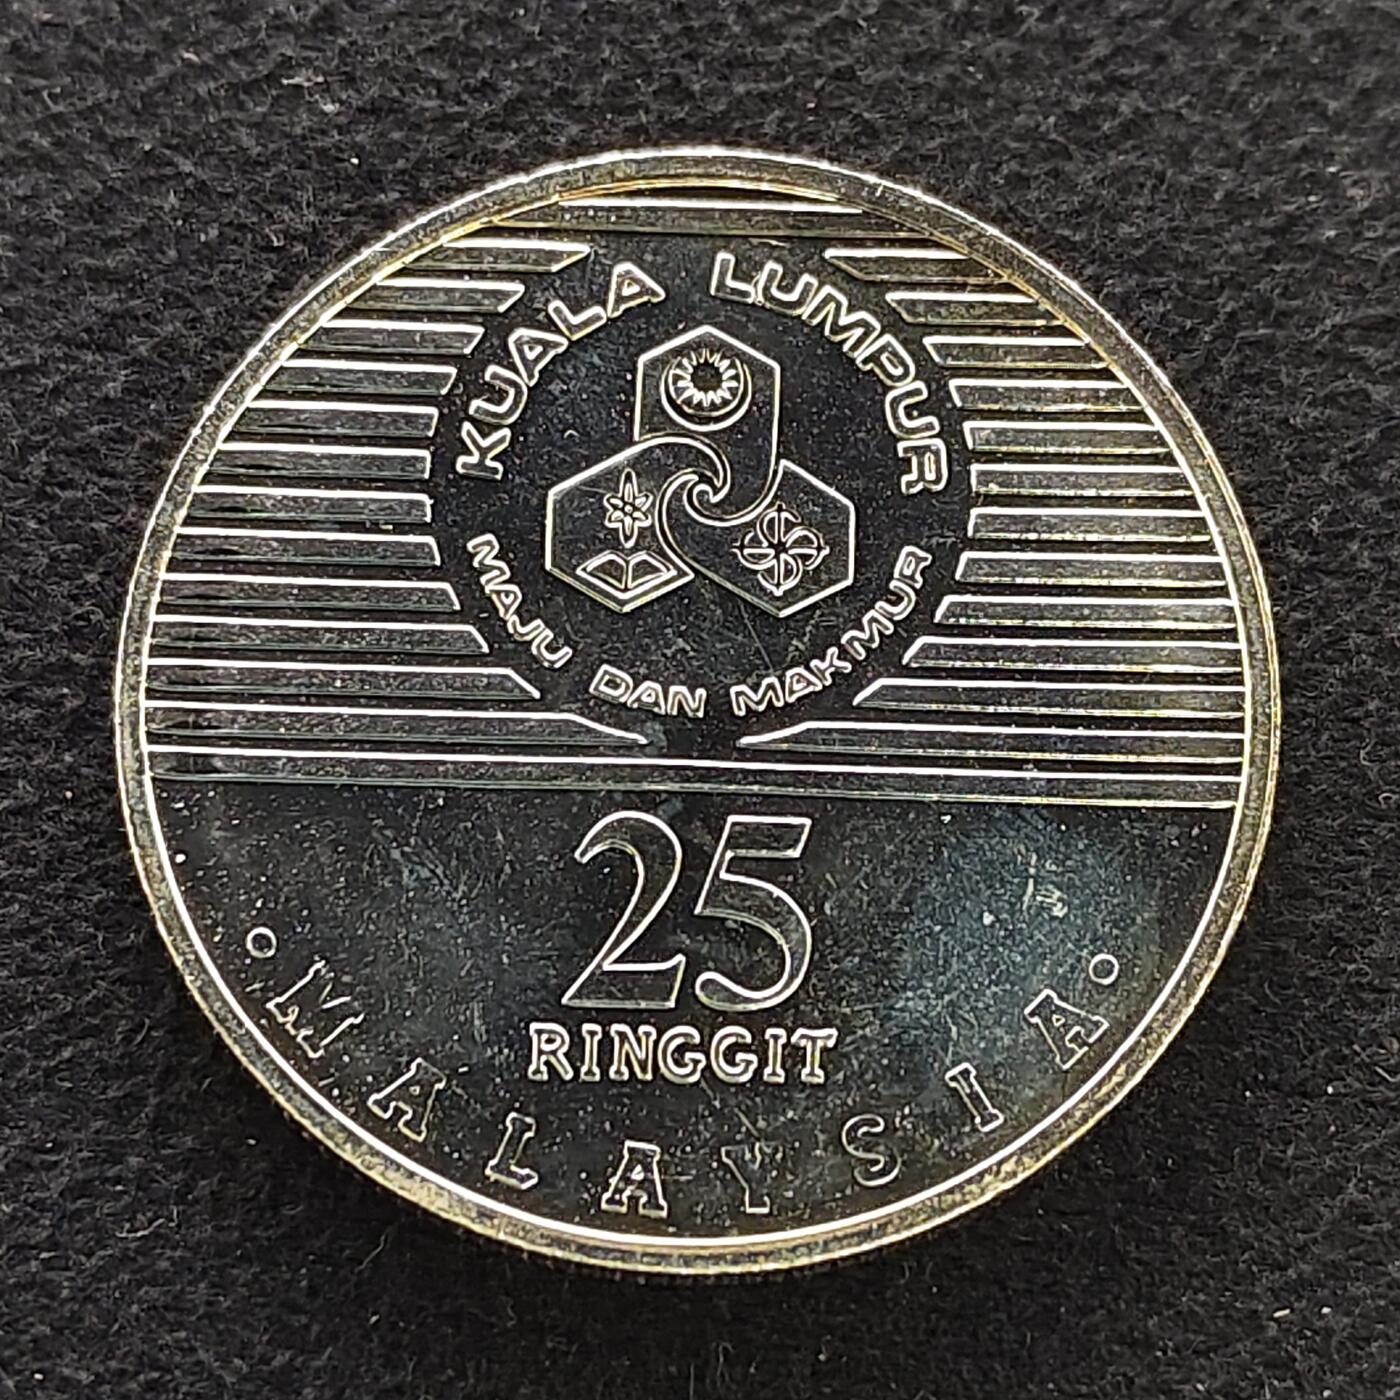 KUALA LUMPUR
MAJU DAN MAKMUR
25
RINGGIT
MALAYSIA